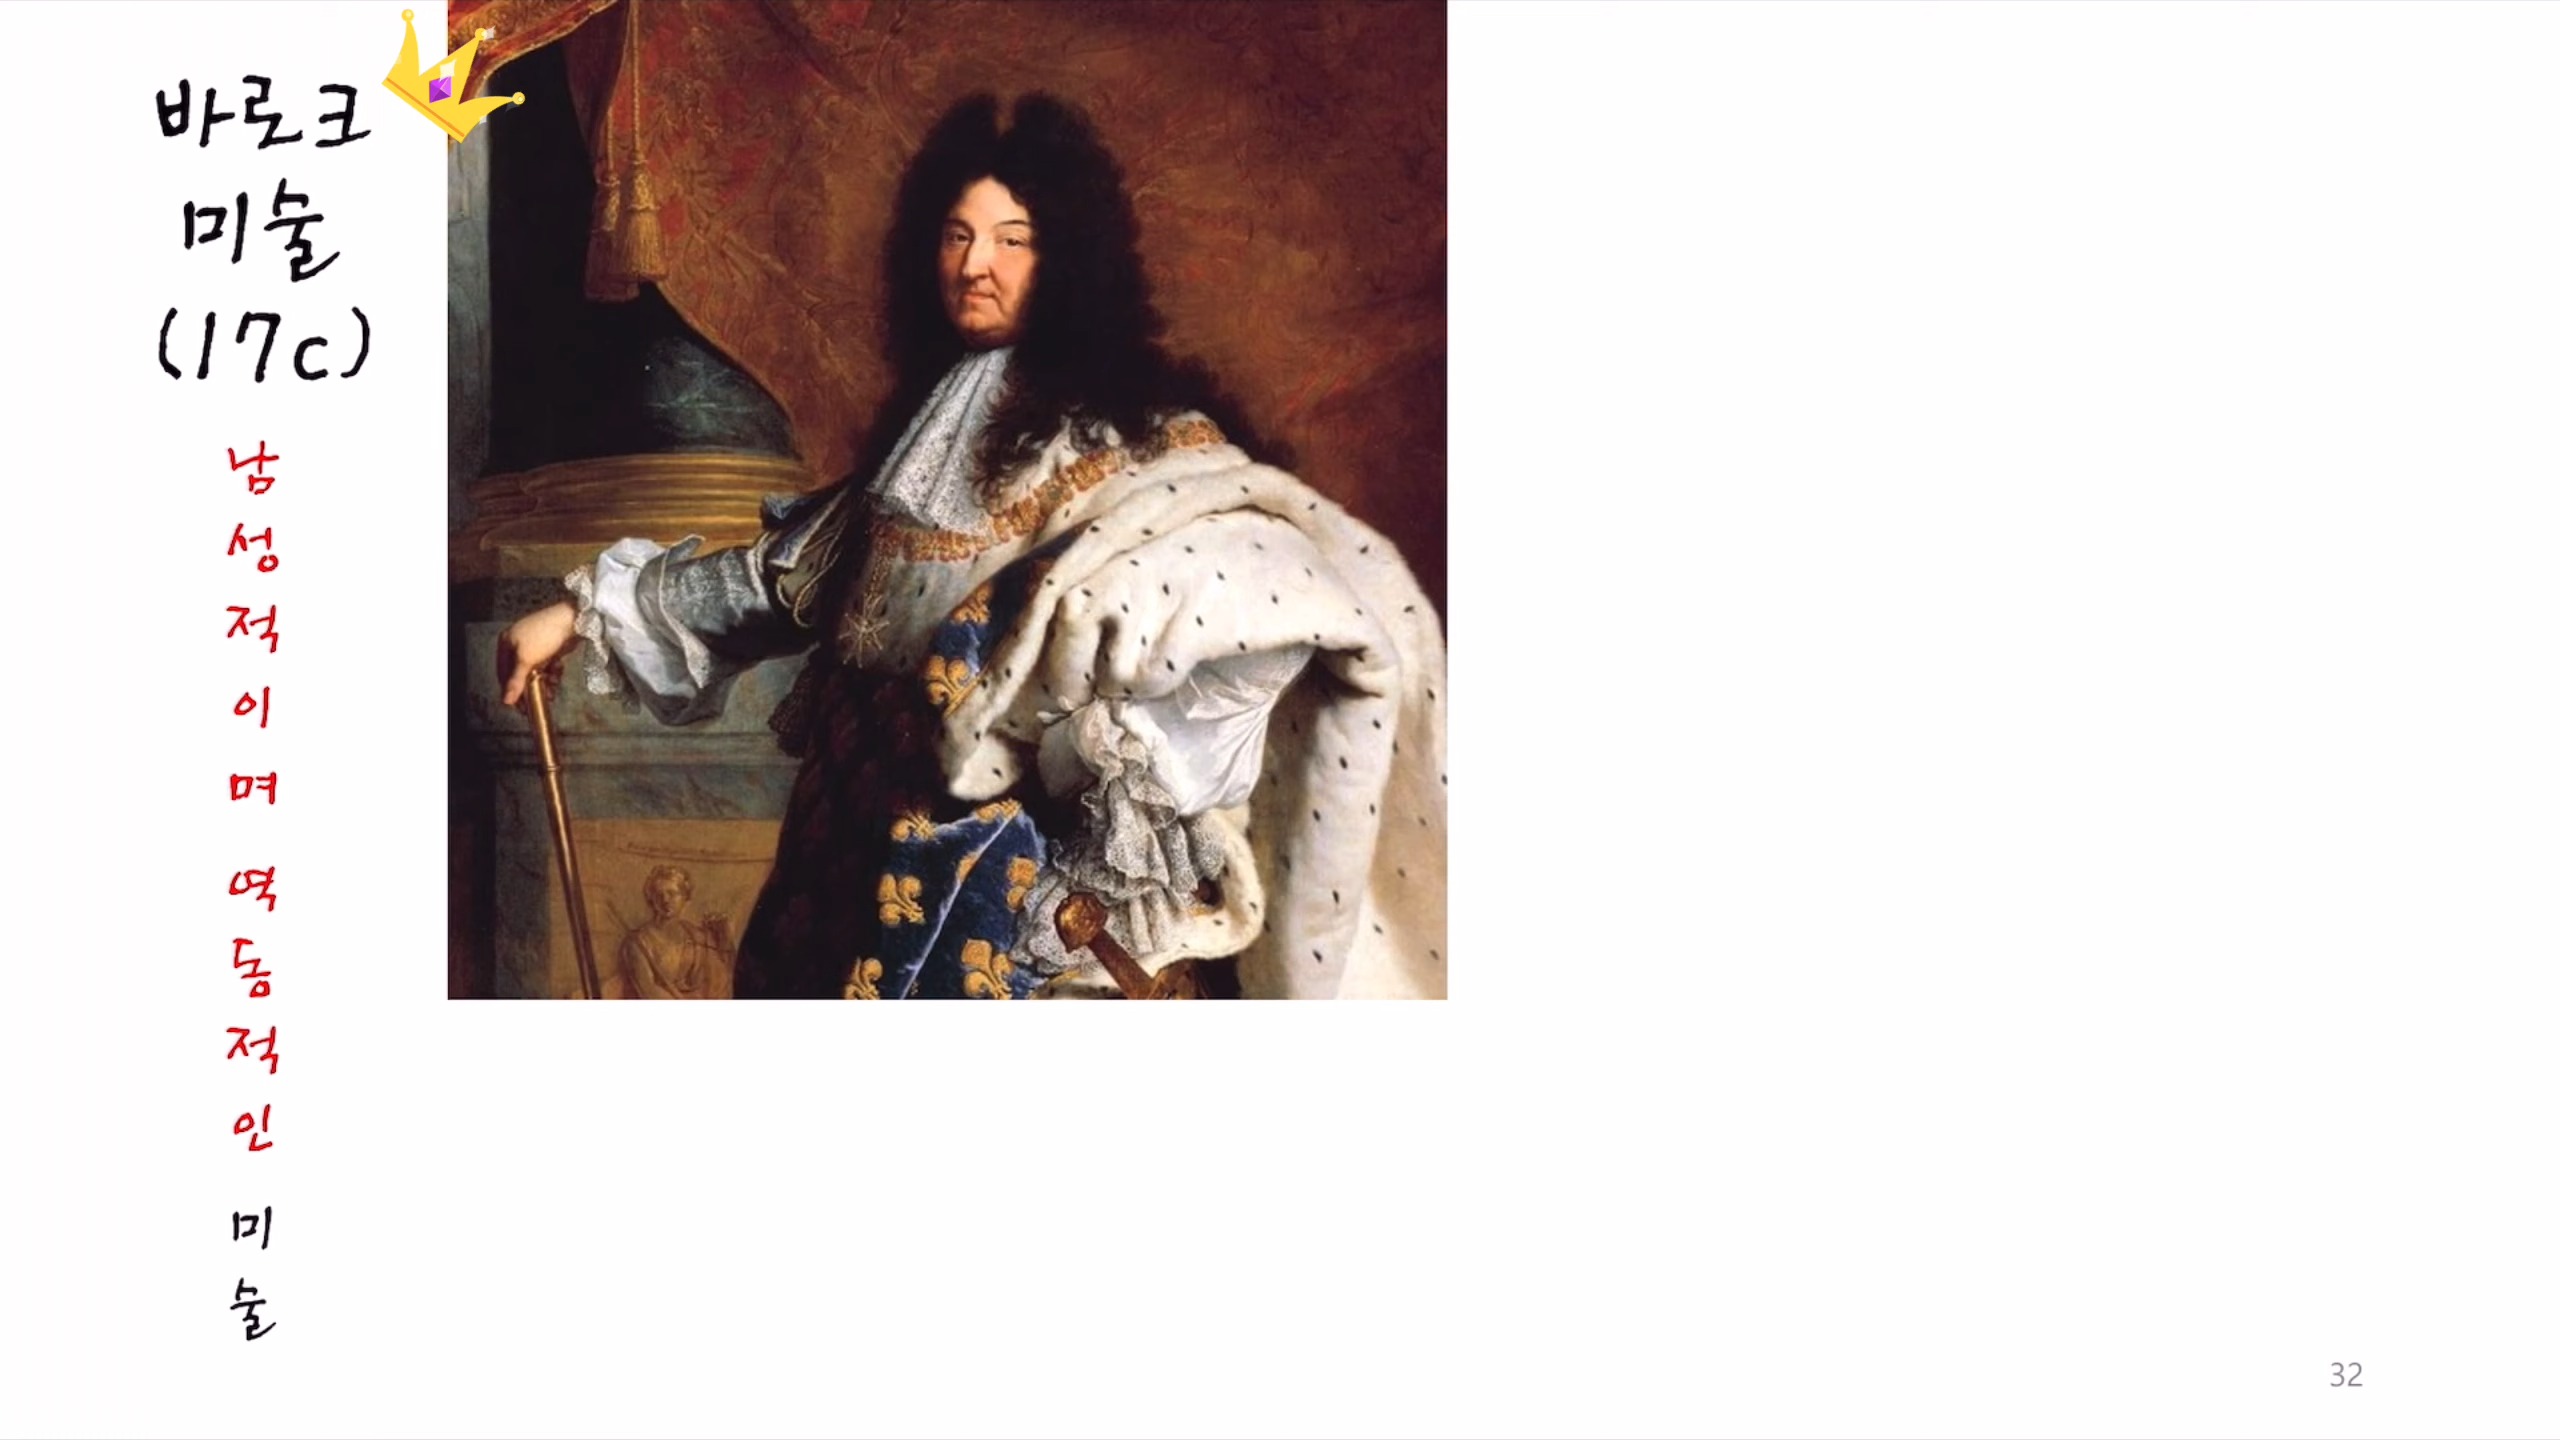 바로크
미술
(17c)
남
성
적
이
며
역
동
적
인
미
술
32